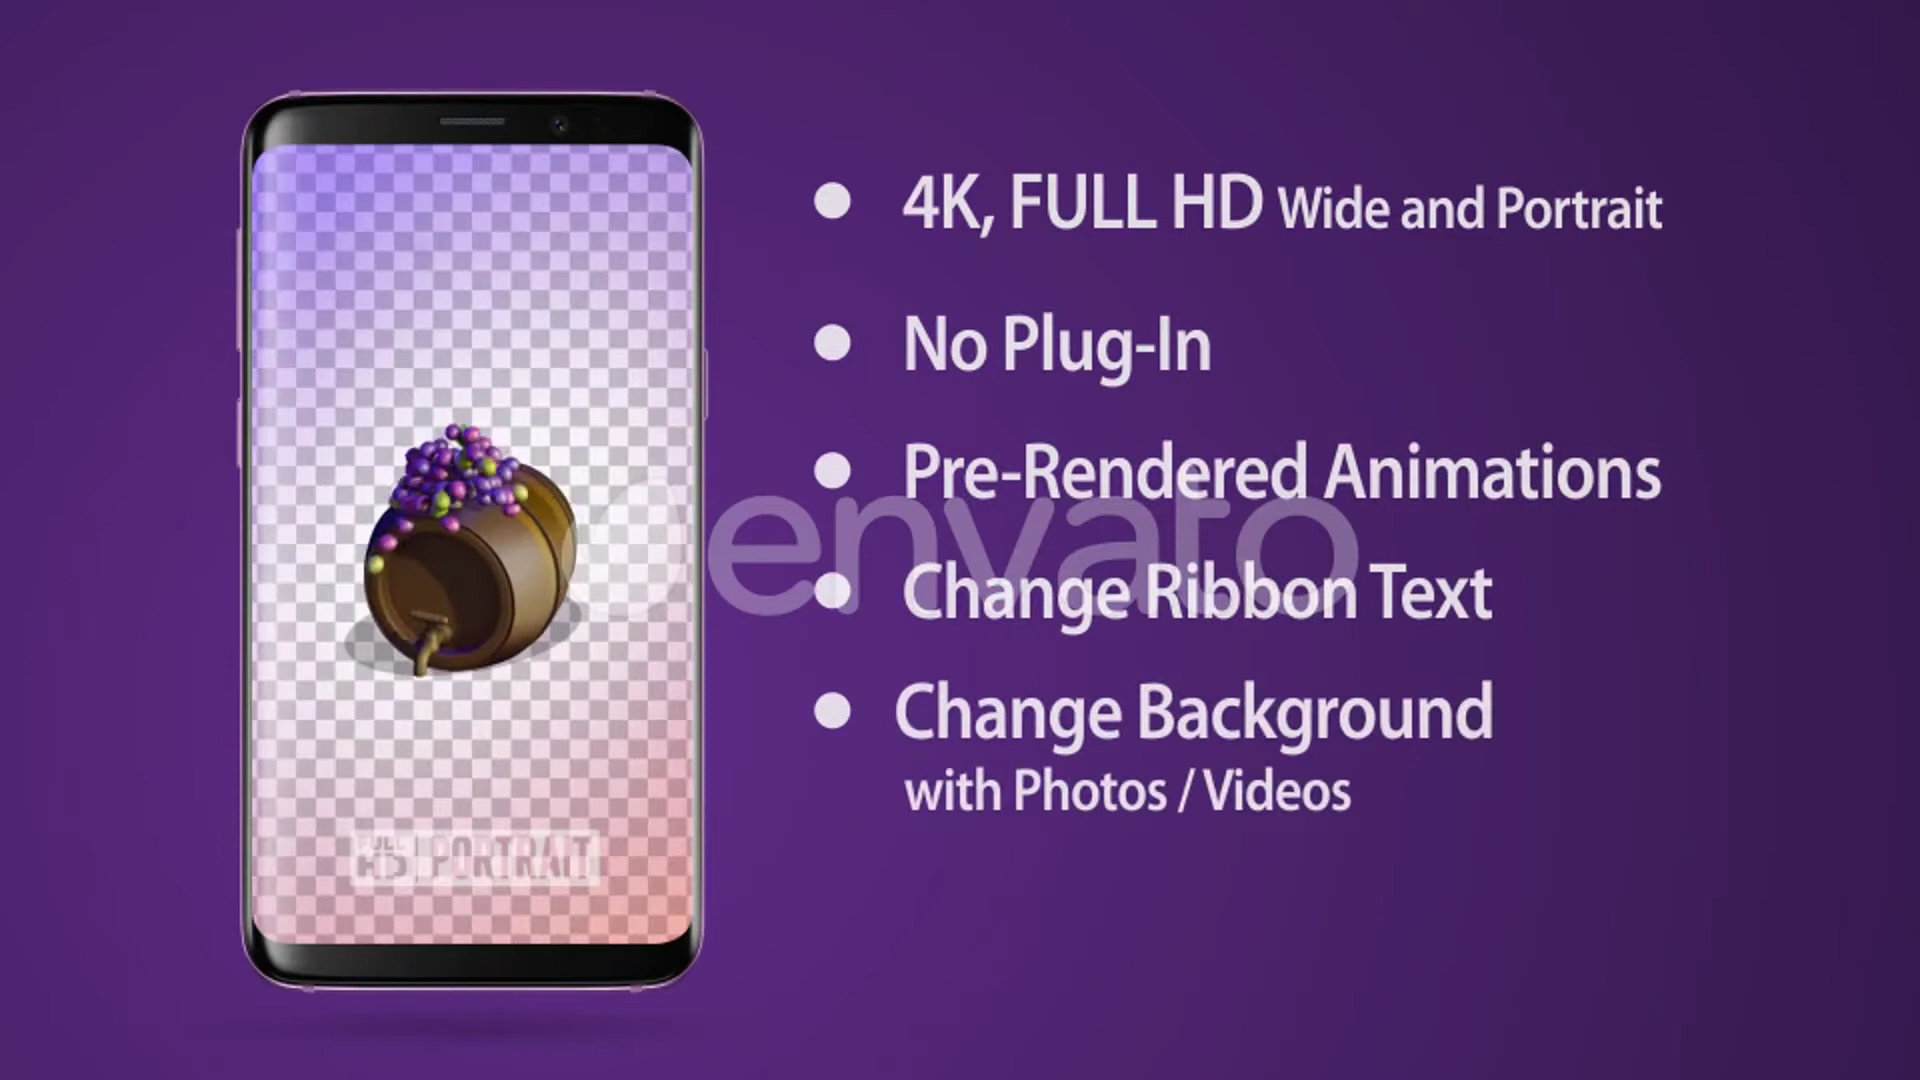 4K, FULL HD Wide and Portrait
No Plug-In
Pre-Rendered Animations
envato
Change Ribbon Text
Change Background
with Photos / Videos
PORTRAIT